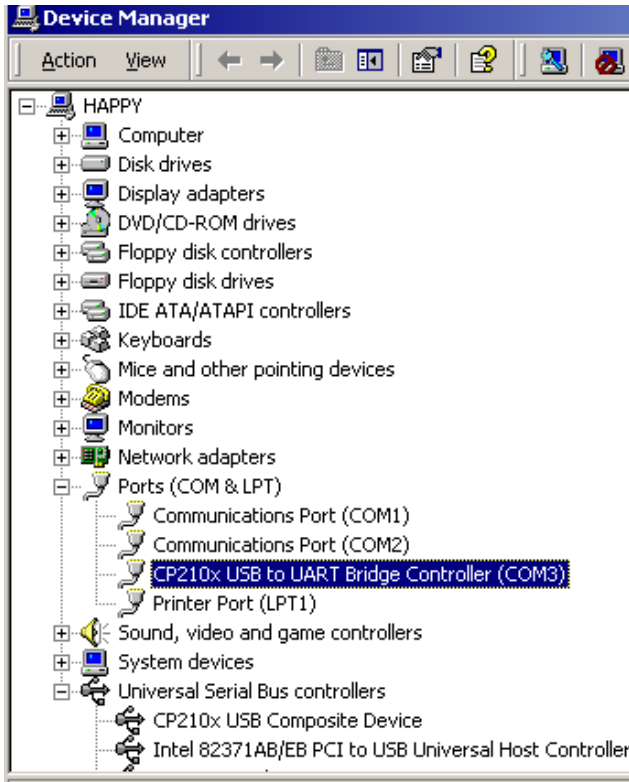 Device Manager
Action View
HAPPY
Computer
Disk drives
Display adapters
DVD/CD-ROM drives
Floppy disk controllers
Floppy disk drives
IDE ATA/ATAPI controllers
Keyboards
Mice and other pointing devices
Modems
Monitors
Network adapters
Ports (COM & LPT)
Communications Port (COM1)
Communications Port (COM2)
CP210x USB to UART Bridge Controller (COM3)
Printer Port (LPT1)
Sound, video and game controllers
System devices
Universal Serial Bus controllers
CP210x USB Composite Device
Intel 82371AB/EB PCI to USB Universal Host Controller